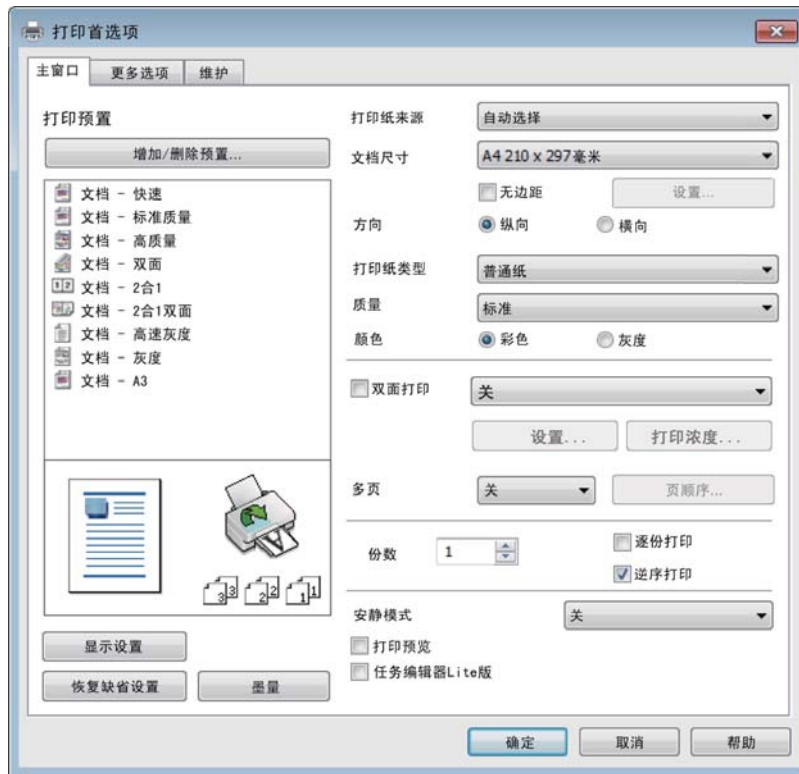 打印首选项
主窗口 更多选项 维护
打印预置
增加/删除预置...
文档 - 快速
文档 - 标准质量
文档 - 高质量
文档 - 双面
1 2 文档 - 2合1
文档 - 2合1双面
文档 - 高速灰度
文档 - 灰度
文档 - A3
3 3 2 2 1 1
显示设置
恢复缺省设置 墨量
打印纸来源 自动选择
文档尺寸 A4 210 x 297毫米
无边距 设置...
方向 纵向 横向
打印纸类型 普通纸
质量 标准
颜色 彩色 灰度
双面打印 关
设置... 打印浓度...
多页 关 页顺序...
份数 1 逐份打印
逆序打印
安静模式 关
打印预览
任务编辑器Lite版
确定 取消 帮助